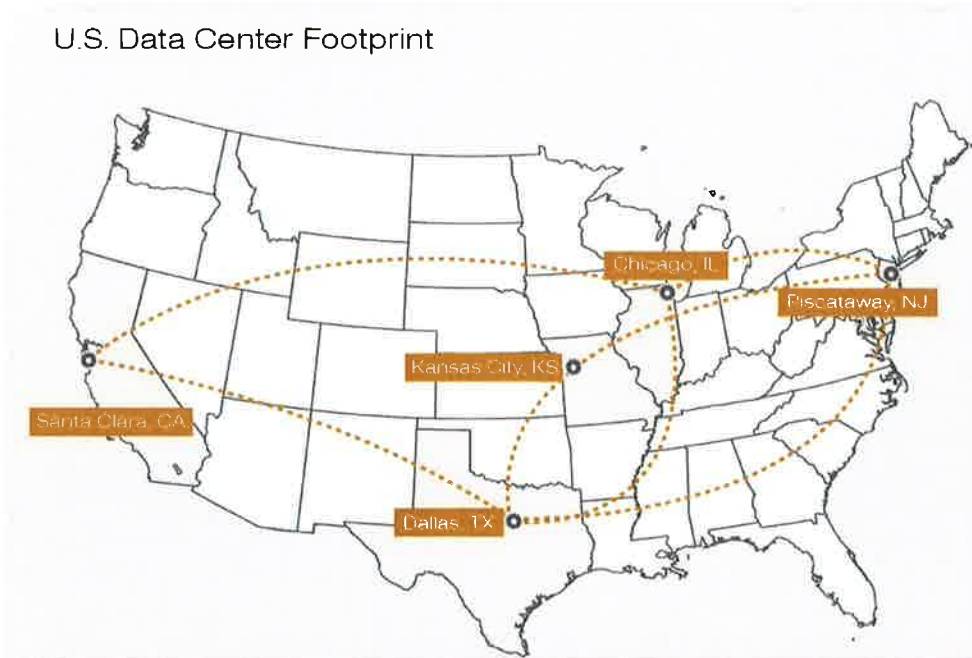 U.S. Data Center Footprint
Chicago, IL
Piscataway, NJ
Kansas City, KS
Santa Clara, CA
Dallas, TX